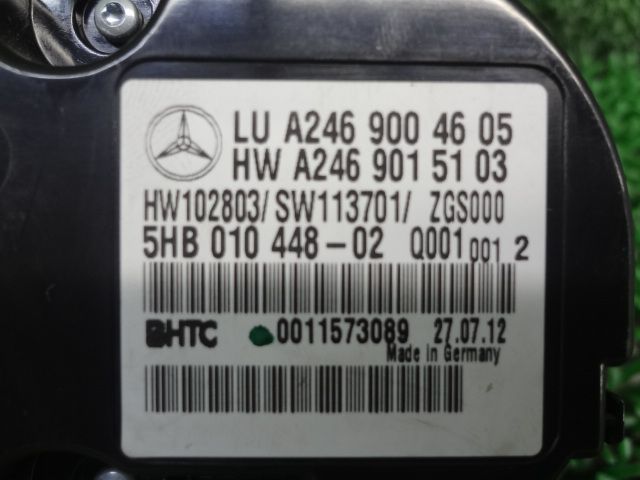 LU A246 900 46 05
HW A246 901 51 03
HW102803/ SW113701/ ZGS000
5HB 010 448-02 Q001 001 2
BHTC 0011573089 27.07.12
Made in Germany